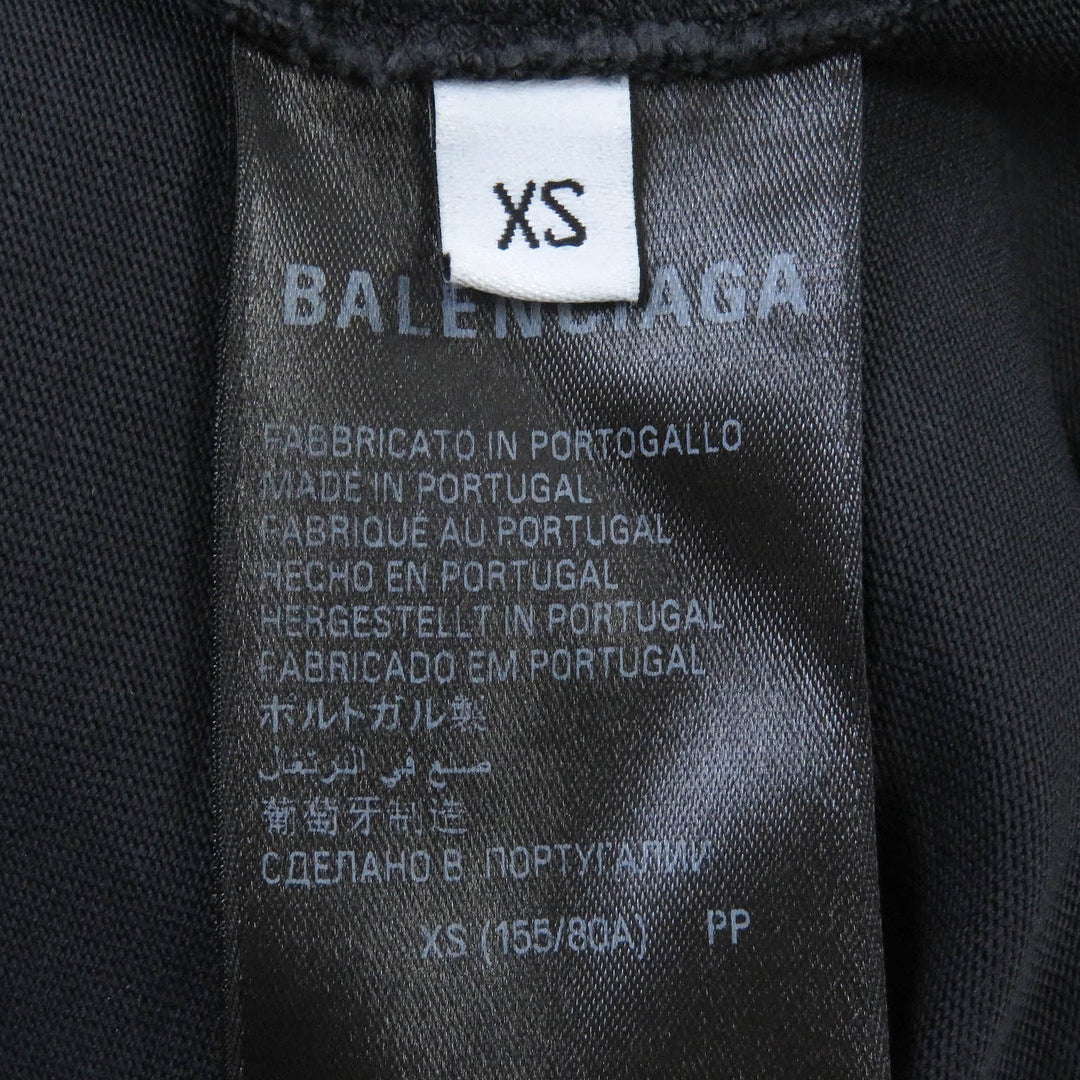 XS
BALENCIAGA
FABBRICATO IN PORTOGALLO
MADE IN PORTUGAL
FABRIQUÉ AU PORTUGAL
HECHO EN PORTUGAL
HERGESTELLT IN PORTUGAL
FABRICADO EM PORTUGAL
ポルトガル製
صنع في البرتغال
葡萄牙制造
СДЕЛАНО В ПОРТУГАЛИИ
XS (155/80A) PP